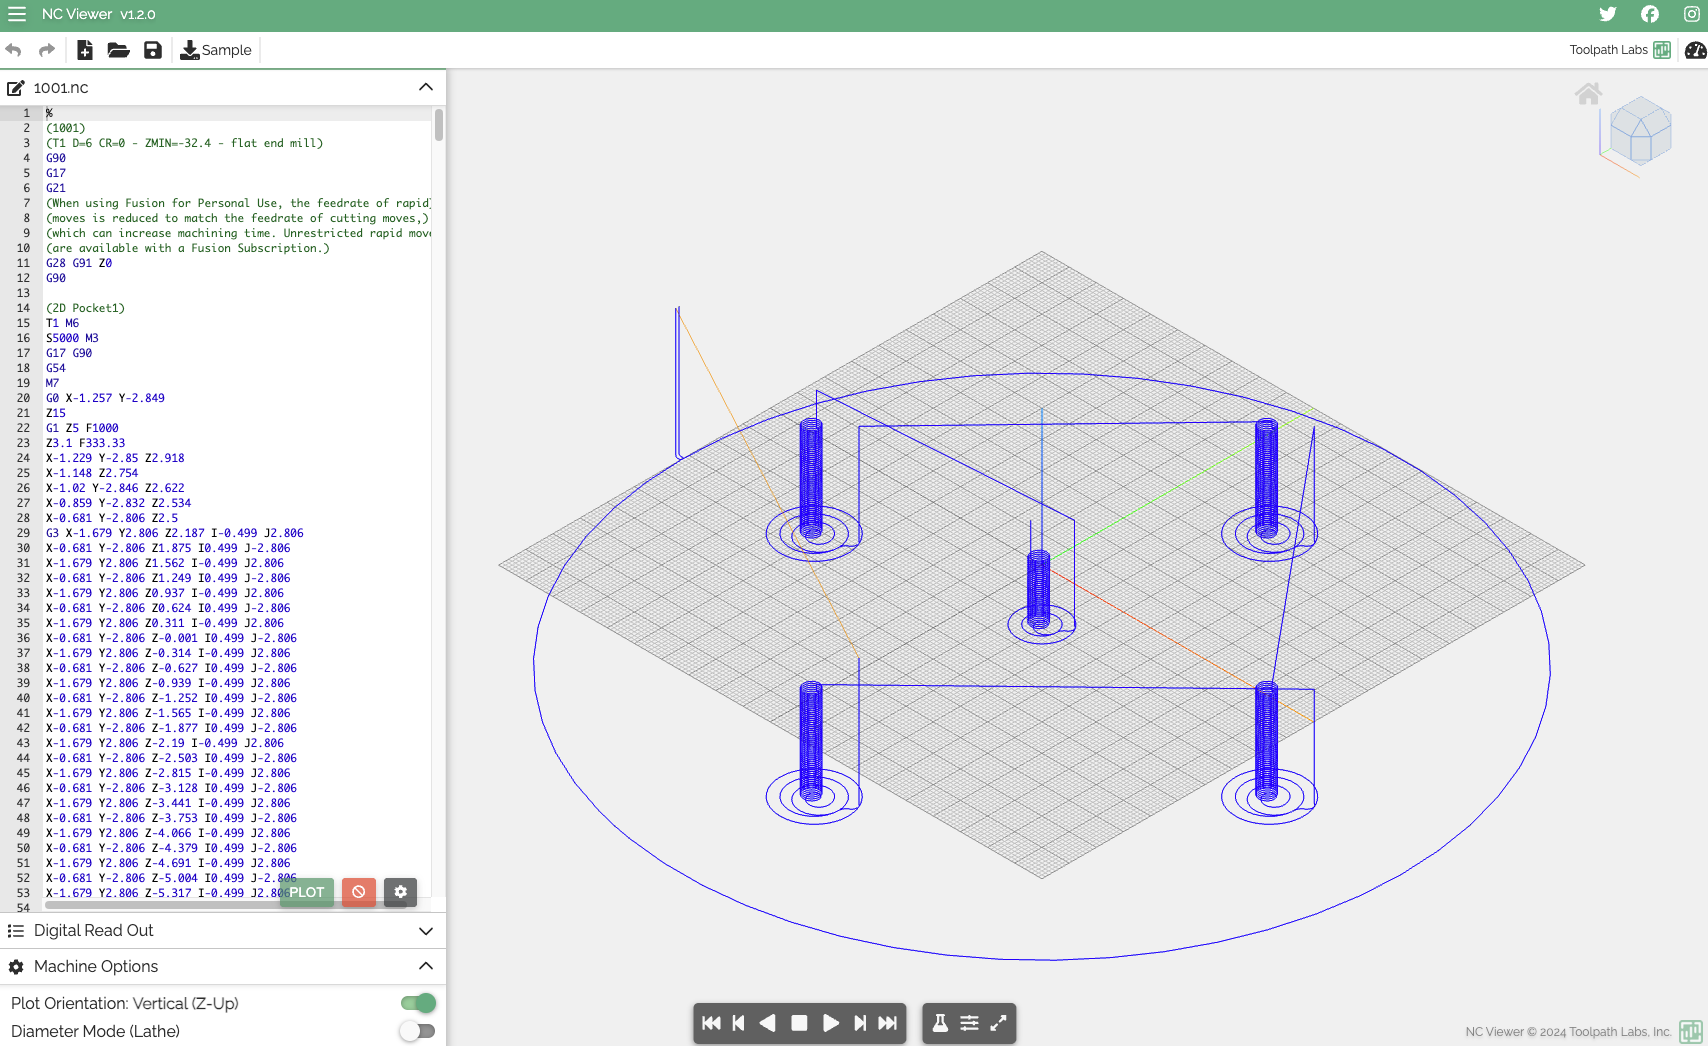 NC Viewer v1.2.0
Sample
Toolpath Labs
1001.nc
1 %
2 (1001)
3 (T1 D=6 CR=0 - ZMIN=-32.4 - flat end mill)
4 G90
5 G17
6 G21
7 (When using Fusion for Personal Use, the feedrate of rapid
8 (moves is reduced to match the feedrate of cutting moves,)
9 (which can increase machining time. Unrestricted rapid move
10 (are available with a Fusion Subscription.)
11 G28 G91 Z0
12 G90
13
14 (2D Pocket1)
15 T1 M6
16 S5000 M3
17 G17 G90
18 G54
19 M7
20 G0 X-1.257 Y-2.849
21 Z15
22 G1 Z5 F1000
23 Z3.1 F333.33
24 X-1.229 Y-2.85 Z2.918
25 X-1.148 Z2.754
26 X-1.02 Y-2.846 Z2.622
27 X-0.859 Y-2.832 Z2.534
28 X-0.681 Y-2.806 Z2.5
29 G3 X-1.679 Y2.806 Z2.187 I-0.499 J2.806
30 X-0.681 Y-2.806 Z1.875 I0.499 J-2.806
31 X-1.679 Y2.806 Z1.562 I-0.499 J2.806
32 X-0.681 Y-2.806 Z1.249 I0.499 J-2.806
33 X-1.679 Y2.806 Z0.937 I-0.499 J2.806
34 X-0.681 Y-2.806 Z0.624 I0.499 J-2.806
35 X-1.679 Y2.806 Z0.311 I-0.499 J2.806
36 X-0.681 Y-2.806 Z-0.001 I0.499 J-2.806
37 X-1.679 Y2.806 Z-0.314 I-0.499 J2.806
38 X-0.681 Y-2.806 Z-0.627 I0.499 J-2.806
39 X-1.679 Y2.806 Z-0.939 I-0.499 J2.806
40 X-0.681 Y-2.806 Z-1.252 I0.499 J-2.806
41 X-1.679 Y2.806 Z-1.565 I-0.499 J2.806
42 X-0.681 Y-2.806 Z-1.877 I0.499 J-2.806
43 X-1.679 Y2.806 Z-2.19 I-0.499 J2.806
44 X-0.681 Y-2.806 Z-2.503 I0.499 J-2.806
45 X-1.679 Y2.806 Z-2.815 I-0.499 J2.806
46 X-0.681 Y-2.806 Z-3.128 I0.499 J-2.806
47 X-1.679 Y2.806 Z-3.441 I-0.499 J2.806
48 X-0.681 Y-2.806 Z-3.753 I0.499 J-2.806
49 X-1.679 Y2.806 Z-4.066 I-0.499 J2.806
50 X-0.681 Y-2.806 Z-4.379 I0.499 J-2.806
51 X-1.679 Y2.806 Z-4.691 I-0.499 J2.806
52 X-0.681 Y-2.806 Z-5.004 I0.499 J-2.806
53 X-1.679 Y2.806 Z-5.317 I-0.499 J2.806
54
PLOT
Digital Read Out
Machine Options
Plot Orientation: Vertical (Z-Up)
Diameter Mode (Lathe)
NC Viewer © 2024 Toolpath Labs, Inc.